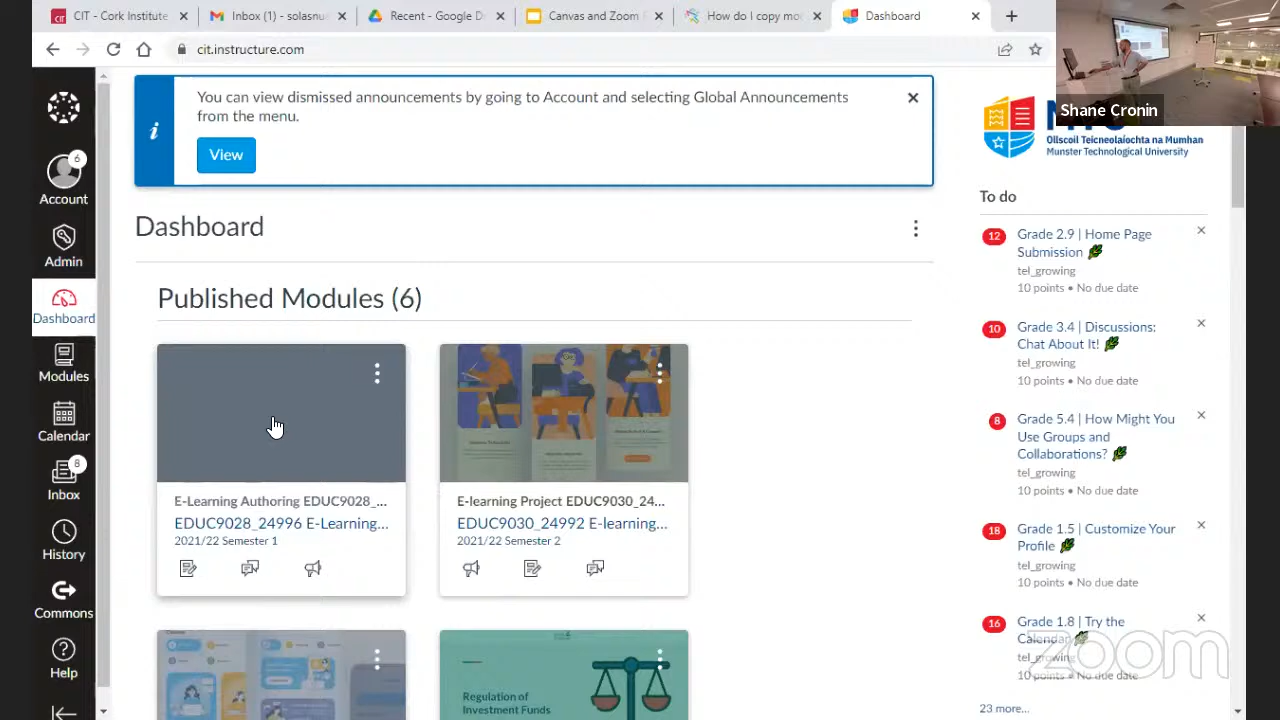 CIT - Cork Institute
Inbox (1) - solasnu
Recent - Google D
Canvas and Zoom F
How do I copy mo
Dashboard
cit.instructure.com
Shane Cronin
You can view dismissed announcements by going to Account and selecting Global Announcements
from the menu.
View
6
Account
Admin
Dashboard
Modules
Calendar
8
Inbox
History
Commons
Help
Dashboard
Published Modules (6)
E-Learning Authoring EDUC9028_...
EDUC9028_24996 E-Learning...
2021/22 Semester 1
E-learning Project EDUC9030_24...
EDUC9030_24992 E-learning...
2021/22 Semester 2
Regulation of
Investment Funds
Ollscoil Teicneolaíochta na Mumhan
Munster Technological University
To do
12
Grade 2.9 | Home Page
Submission
tel_growing
10 points • No due date
10
Grade 3.4 | Discussions:
Chat About It!
tel_growing
10 points • No due date
8
Grade 5.4 | How Might You
Use Groups and
Collaborations?
tel_growing
10 points • No due date
18
Grade 1.5 | Customize Your
Profile
tel_growing
10 points • No due date
16
Grade 1.8 | Try the
Calendar
tel_growing
10 points • No due date
23 more...
zoom